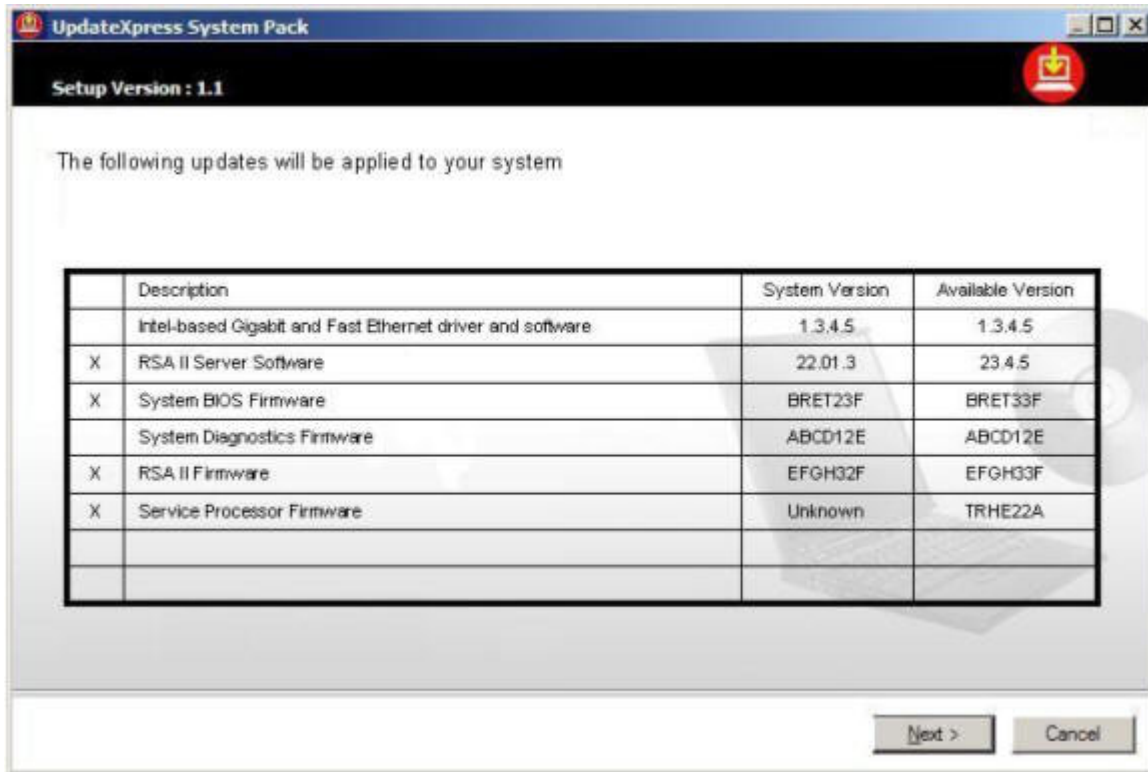 UpdateXpress System Pack
Setup Version : 1.1
The following updates will be applied to your system
Description System Version Available Version
Intel-based Gigabit and Fast Ethernet driver and software 1.3.4.5 1.3.4.5
X RSA II Server Software 22.01.3 23.4.5
X System BIOS Firmware BRET23F BRET33F
System Diagnostics Firmware ABCD12E ABCD12E
X RSA II Firmware EFGH32F EFGH33F
X Service Processor Firmware Unknown TRHE22A
Next > Cancel